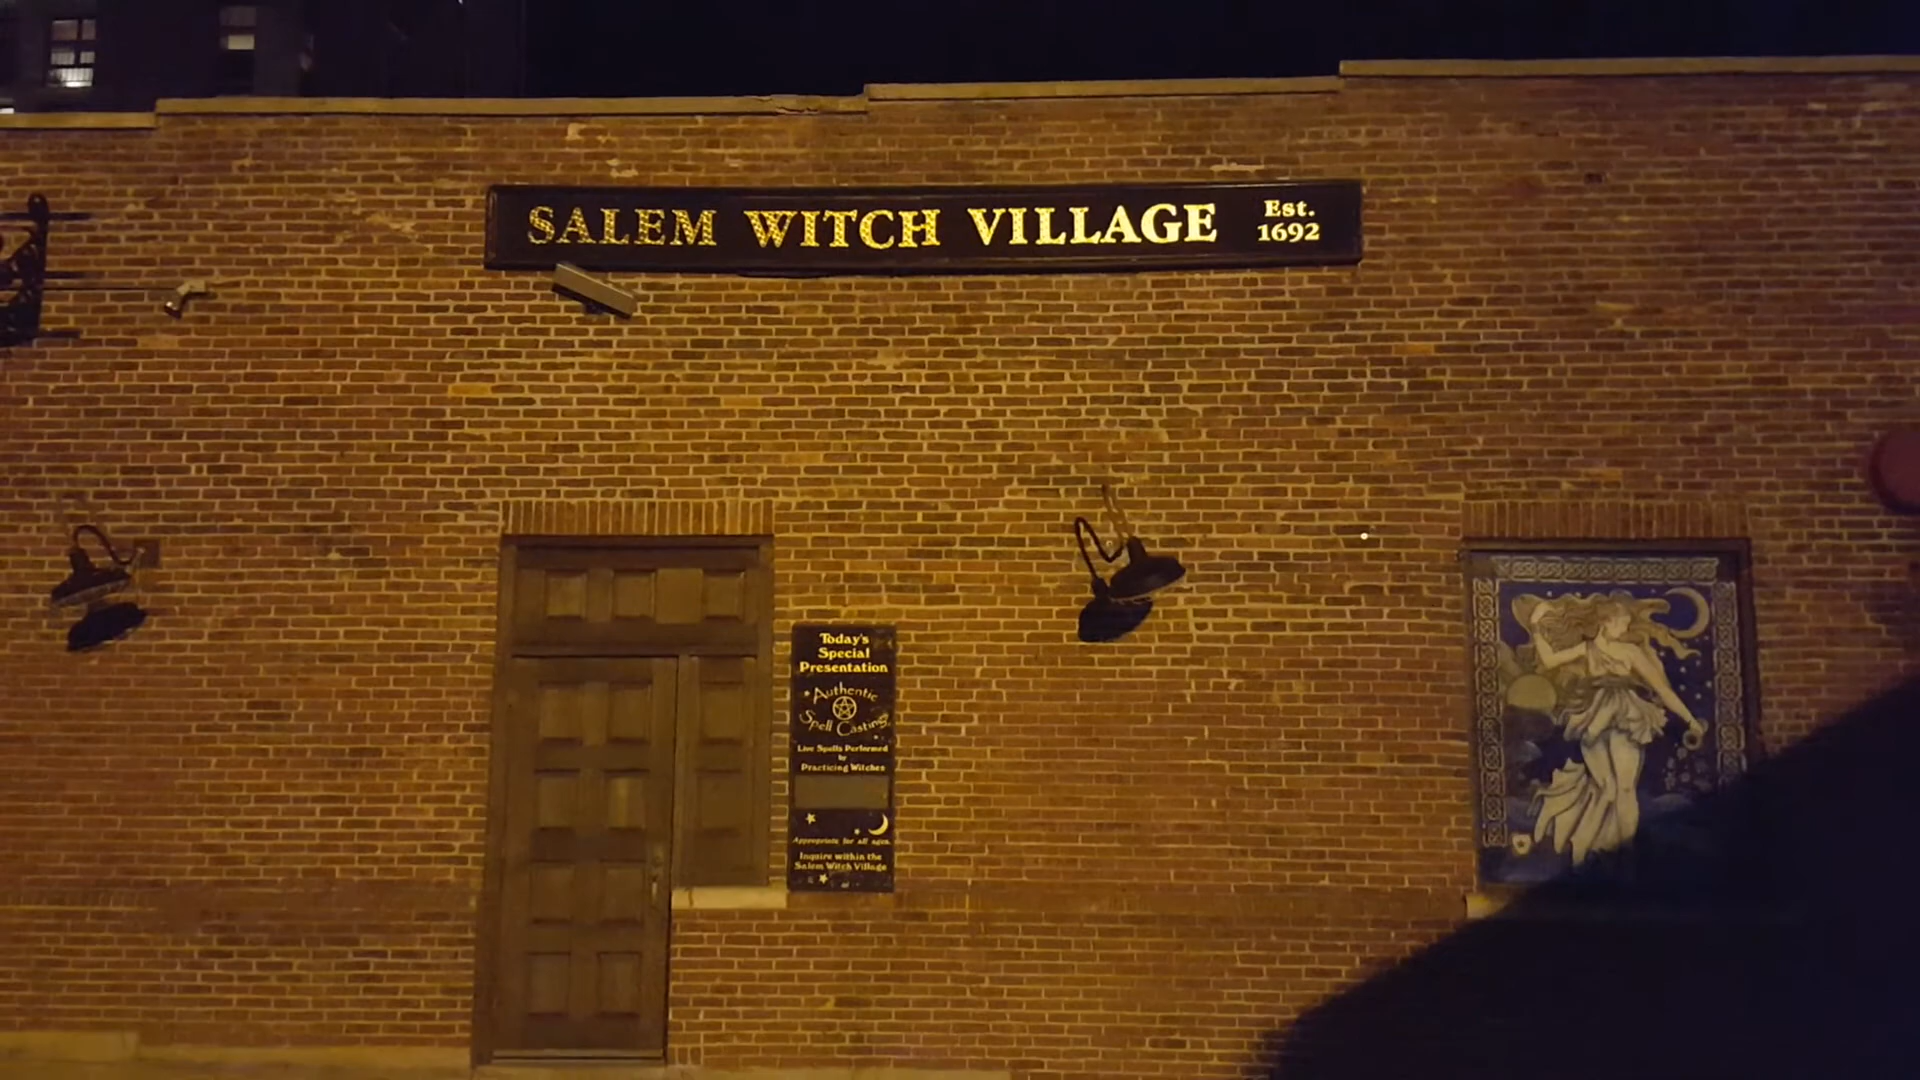 SALEM WITCH VILLAGE
Est.
1692
Today's
Special
Presentation
Authentic
Spell Casting
Live Spells Performed
by
Practicing Witches
Appropriate for all ages.
Inquire within the
Salem Witch Village